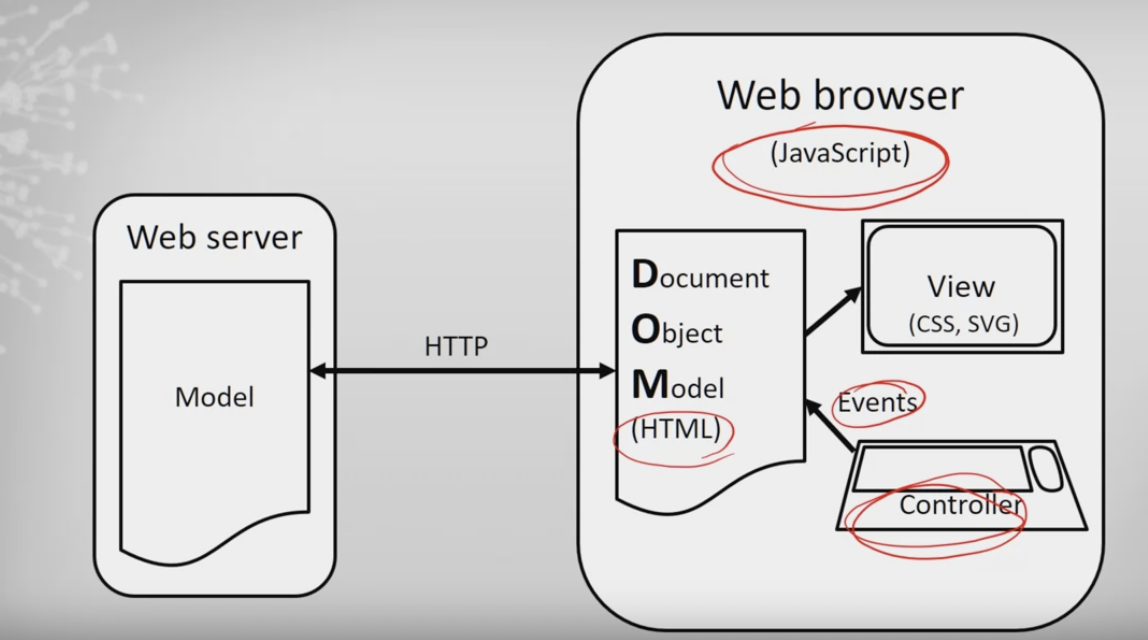 Web server
Model
HTTP
Web browser
(JavaScript)
Document
Object
Model
(HTML)
View
(CSS, SVG)
Events
Controller